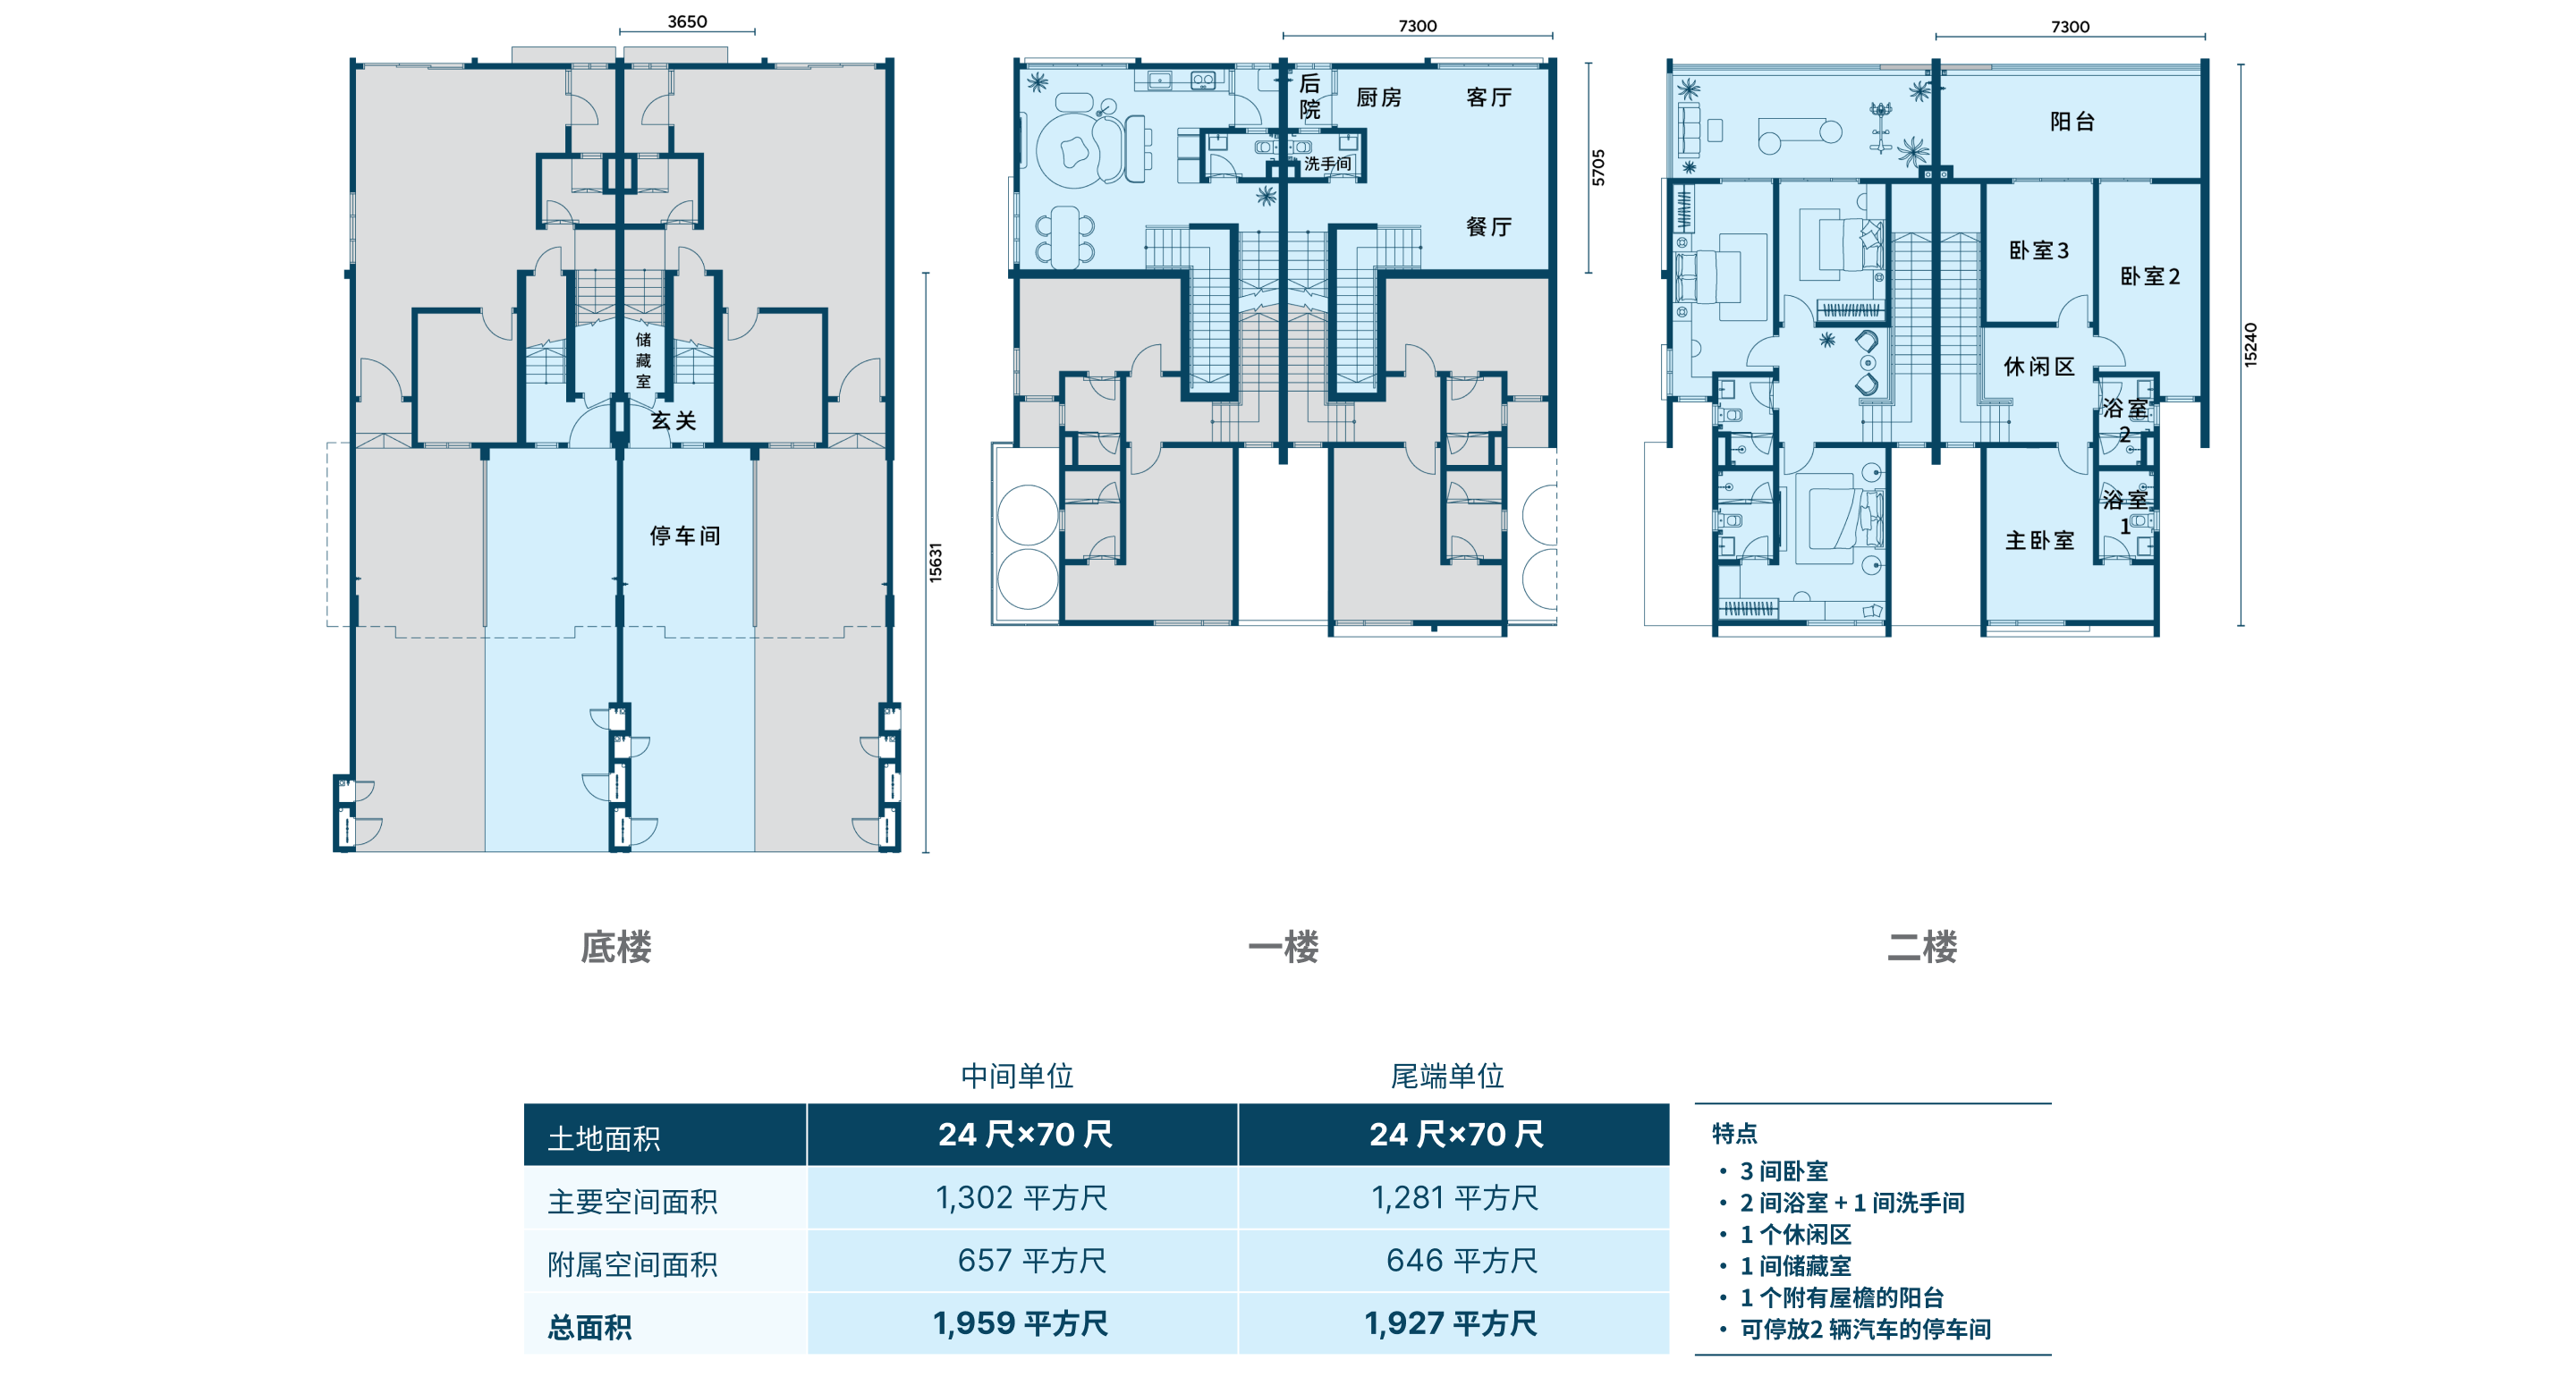 3650
15631
储
藏
室
玄关
停车间
底楼
7300
5705
后
院
厨房
客厅
洗手间
餐厅
一楼
7300
15240
阳台
卧室3
卧室2
休闲区
浴室
2
浴室
1
主卧室
二楼
中间单位 尾端单位
土地面积 24 尺×70 尺 24 尺×70 尺
主要空间面积 1,302 平方尺 1,281 平方尺
附属空间面积 657 平方尺 646 平方尺
总面积 1,959 平方尺 1,927 平方尺
特点
• 3 间卧室
• 2 间浴室 + 1 间洗手间
• 1 个休闲区
• 1 间储藏室
• 1 个附有屋檐的阳台
• 可停放2 辆汽车的停车间